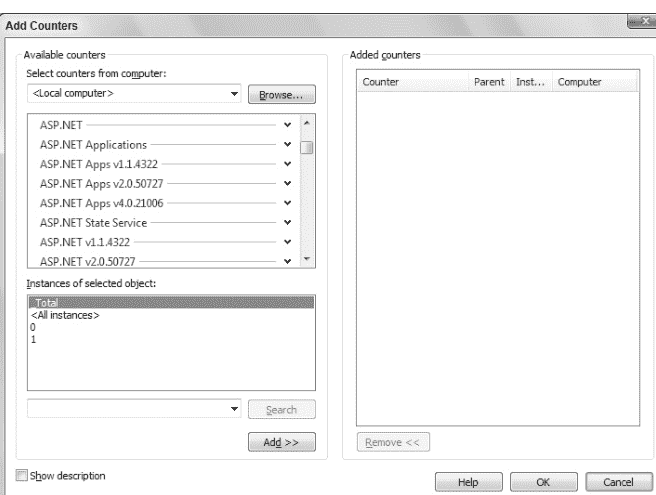 Add Counters
Available counters
Select counters from computer:
<Local computer>
Browse...
ASP.NET
ASP.NET Applications
ASP.NET Apps v1.1.4322
ASP.NET Apps v2.0.50727
ASP.NET Apps v4.0.21006
ASP.NET State Service
ASP.NET v1.1.4322
ASP.NET v2.0.50727
Instances of selected object:
_Total
<All instances>
0
1
Search
Add >>
Show description
Added counters
Counter Parent Inst... Computer
Remove <<
Help OK Cancel